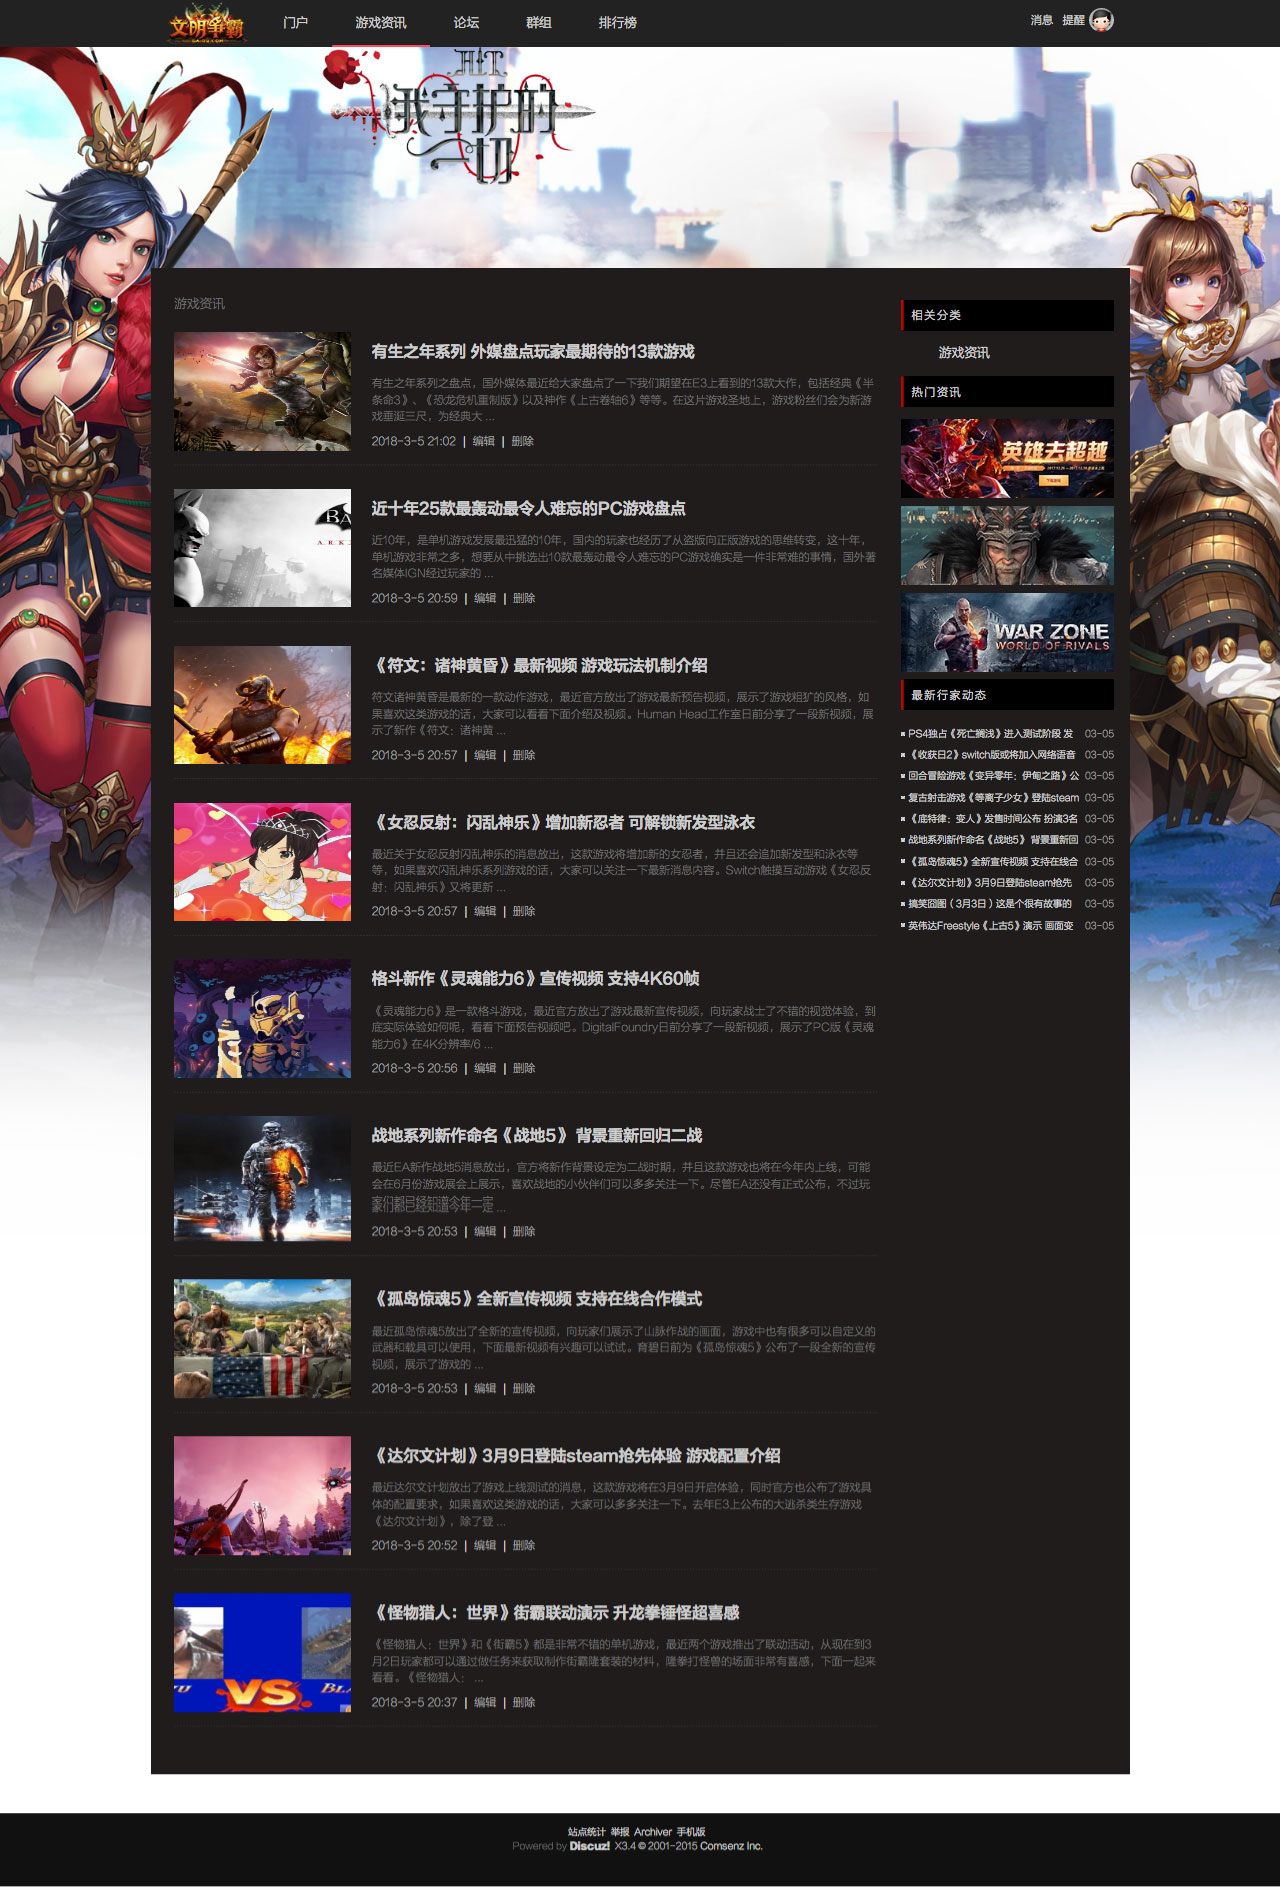 文明争霸
门户
游戏资讯
论坛
群组
排行榜
消息 提醒
HIT
我守护的
一切
游戏资讯
有生之年系列 外媒盘点玩家最期待的13款游戏
有生之年系列之盘点，国外媒体最近给大家盘点了一下我们期望在E3上看到的13款大作，包括经典《半
条命3》、《恐龙危机重制版》以及神作《上古卷轴6》等等。在这片游戏圣地上，游戏粉丝们会为新游
戏垂涎三尺，为经典大 ...
2018-3-5 21:02 | 编辑 | 删除
近十年25款最轰动最令人难忘的PC游戏盘点
近10年，是单机游戏发展最迅猛的10年，国内的玩家也经历了从盗版向正版游戏的思维转变，这十年，
单机游戏非常之多，想要从中挑选出10款最轰动最令人难忘的PC游戏确实是一件非常难的事情，国外著
名媒体IGN经过玩家的 ...
2018-3-5 20:59 | 编辑 | 删除
《符文：诸神黄昏》最新视频 游戏玩法机制介绍
符文诸神黄昏是最新的一款动作游戏，最近官方放出了游戏最新预告视频，展示了游戏粗犷的风格，如
果喜欢这类游戏的话，大家可以看看下面介绍及视频。Human Head工作室日前分享了一段新视频，展
示了新作《符文：诸神黄 ...
2018-3-5 20:57 | 编辑 | 删除
《女忍反射：闪乱神乐》增加新忍者 可解锁新发型泳衣
最近关于女忍反射闪乱神乐的消息放出，这款游戏将增加新的女忍者，并且还会追加新发型和泳衣等
等，如果喜欢闪乱神乐系列游戏的话，大家可以关注一下最新消息内容。Switch触摸互动游戏《女忍反
射：闪乱神乐》又将更新 ...
2018-3-5 20:57 | 编辑 | 删除
格斗新作《灵魂能力6》宣传视频 支持4K60帧
《灵魂能力6》是一款格斗游戏，最近官方放出了游戏最新宣传视频，向玩家战士了不错的视觉体验，到
底实际体验如何呢，看看下面预告视频吧。DigitalFoundry日前分享了一段新视频，展示了PC版《灵魂
能力6》在4K分辨率/6 ...
2018-3-5 20:56 | 编辑 | 删除
战地系列新作命名《战地5》 背景重新回归二战
最近EA新作战地5消息放出，官方将新作背景设定为二战时期，并且这款游戏也将在今年内上线，可能
会在6月份游戏展会上展示，喜欢战地的小伙伴们可以多多关注一下。尽管EA还没有正式公布，不过玩
家们都已经知道今年一定 ...
2018-3-5 20:53 | 编辑 | 删除
《孤岛惊魂5》全新宣传视频 支持在线合作模式
最近孤岛惊魂5放出了全新的宣传视频，向玩家们展示了山脉作战的画面，游戏中也有很多可以自定义的
武器和载具可以使用，下面最新视频有兴趣可以试试。育碧日前为《孤岛惊魂5》公布了一段全新的宣传
视频，展示了游戏的 ...
2018-3-5 20:53 | 编辑 | 删除
《达尔文计划》3月9日登陆steam抢先体验 游戏配置介绍
最近达尔文计划放出了游戏上线测试的消息，这款游戏将在3月9日开启体验，同时官方也公布了游戏具
体的配置要求，如果喜欢这类游戏的话，大家可以多多关注一下。去年E3上公布的大逃杀类生存游戏
《达尔文计划》，除了登 ...
2018-3-5 20:52 | 编辑 | 删除
VS
《怪物猎人：世界》街霸联动演示 升龙拳锤怪超喜感
《怪物猎人：世界》和《街霸5》都是非常不错的单机游戏，最近两个游戏推出了联动活动，从现在到3
月2日玩家都可以通过做任务来获取制作街霸隆套装的材料，隆拳打怪兽的场面非常有喜感，下面一起来
看看。《怪物猎人： ...
2018-3-5 20:37 | 编辑 | 删除
相关分类
游戏资讯
热门资讯
英雄去超越
WAR ZONE
WORLD OF RIVALS
最新行家动态
PS4独占《死亡搁浅》进入测试阶段 发 03-05
《收获日2》switch版或将加入网络语音 03-05
回合冒险游戏《变异零年：伊甸之路》公 03-05
复古射击游戏《等离子少女》登陆steam 03-05
《底特律：变人》发售时间公布 扮演3名 03-05
战地系列新作命名《战地5》 背景重新回 03-05
《孤岛惊魂5》全新宣传视频 支持在线合 03-05
《达尔文计划》3月9日登陆steam抢先 03-05
搞笑囧图（3月3日）这是个很有故事的 03-05
英伟达Freestyle《上古5》演示 画面变 03-05
站点统计 举报 Archiver 手机版
Powered by Discuz! X3.4 © 2001-2015 Comsenz Inc.